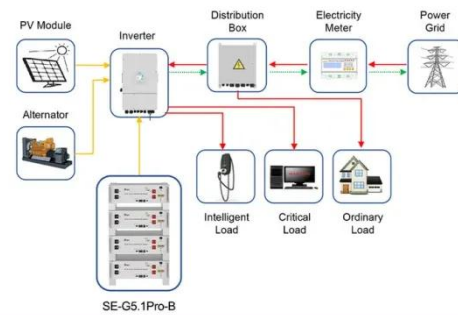 PV Module
Inverter
Distribution
Box
Electricity
Meter
Power
Grid
Alternator
Intelligent
Load
Critical
Load
Ordinary
Load
SE-G5.1Pro-B